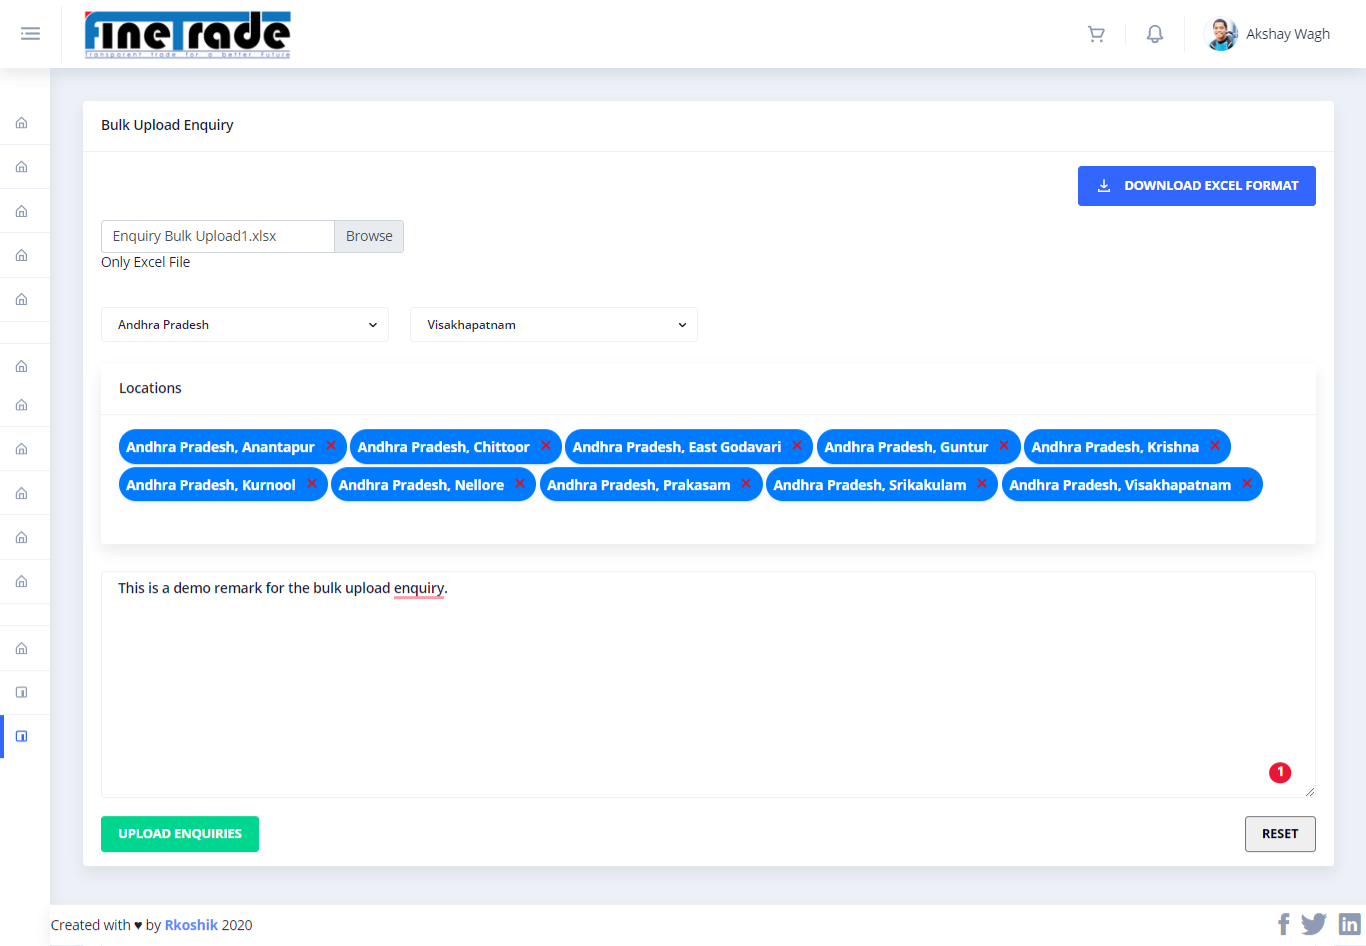 fineTrade
Transparent trade for a better Future
Akshay Wagh
Bulk Upload Enquiry
DOWNLOAD EXCEL FORMAT
Enquiry Bulk Upload1.xlsx Browse
Only Excel File
Andhra Pradesh Visakhapatnam
Locations
Andhra Pradesh, Anantapur ✕ Andhra Pradesh, Chittoor ✕ Andhra Pradesh, East Godavari ✕ Andhra Pradesh, Guntur ✕ Andhra Pradesh, Krishna ✕
Andhra Pradesh, Kurnool ✕ Andhra Pradesh, Nellore ✕ Andhra Pradesh, Prakasam ✕ Andhra Pradesh, Srikakulam ✕ Andhra Pradesh, Visakhapatnam ✕
This is a demo remark for the bulk upload enquiry.
1
UPLOAD ENQUIRIES RESET
Created with ♥ by Rkoshik 2020